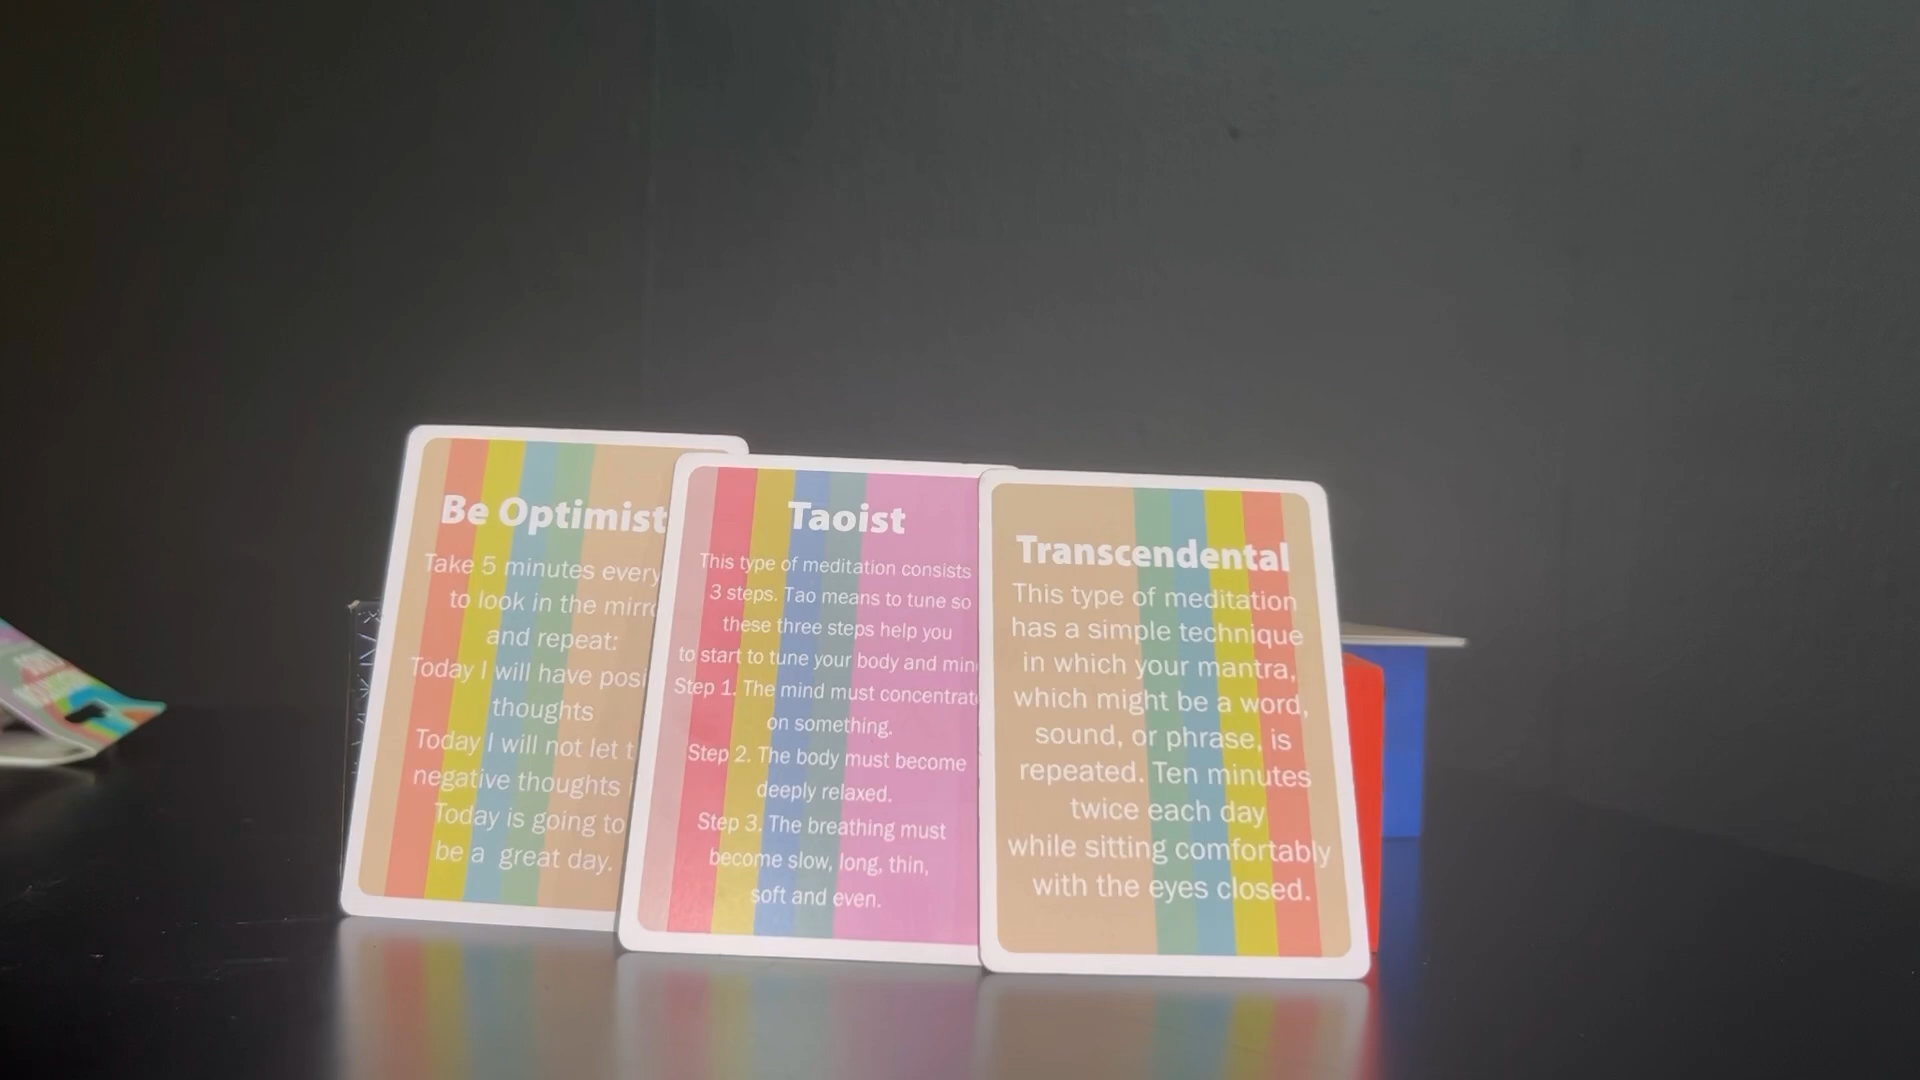 Be Optimist
Take 5 minutes every
to look in the
and repeat:
Today I will have
thoughts
Today I will not let
negative thoughts
Today is going to
be a great day.
Taoist
This type of meditation consists
3 steps. Tao means to tune so
these three steps help you
to start to tune your body and
Step 1. The mind must
on something.
Step 2. The body must become
deeply relaxed.
Step 3. The breathing must
become slow, long, thin,
soft and even.
Transcendental
This type of meditation
has a simple technique
in which your mantra,
which might be a word,
sound, or phrase, is
repeated. Ten minutes
twice each day
while sitting comfortably
with the eyes closed.